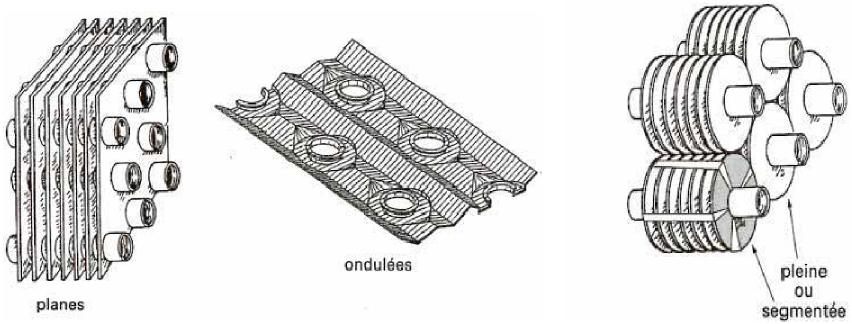 planes
ondulées
pleine
ou
segmentée